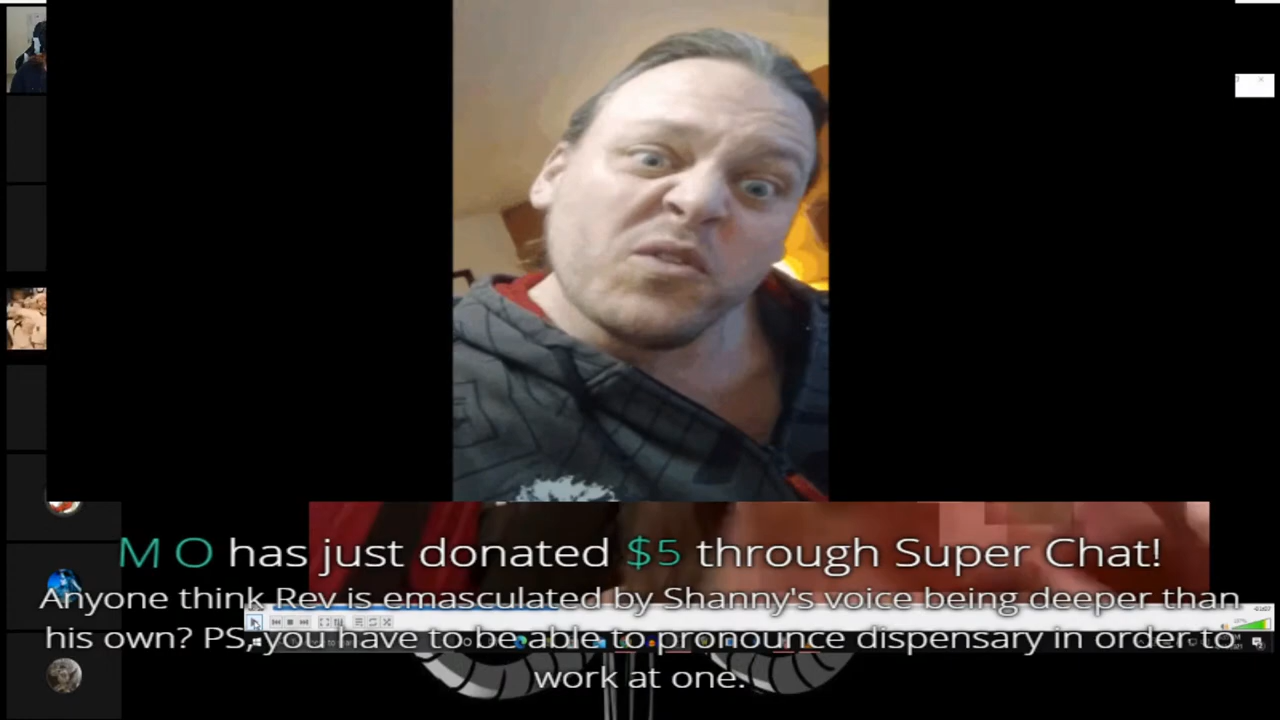 M O has just donated $5 through Super Chat!
Anyone think Rev is emasculated by Shanny's voice being deeper than
his own? PS, you have to be able to pronounce dispensary in order to
work at one.